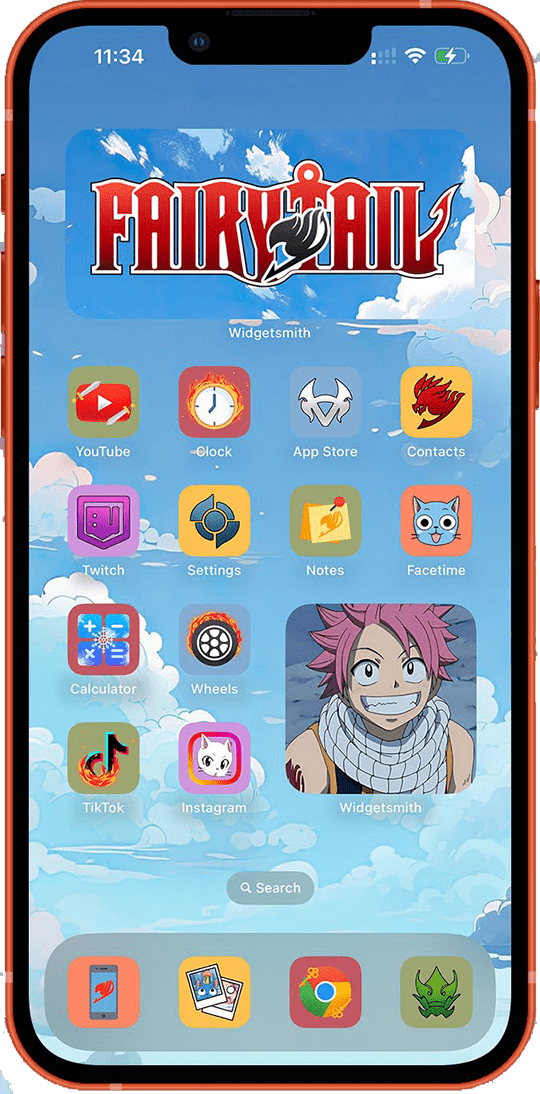 11:34
FAIRY TAIL
Widgetsmith
YouTube
Clock
App Store
Contacts
Twitch
Settings
Notes
Facetime
Calculator
Wheels
TikTok
Instagram
Widgetsmith
Search